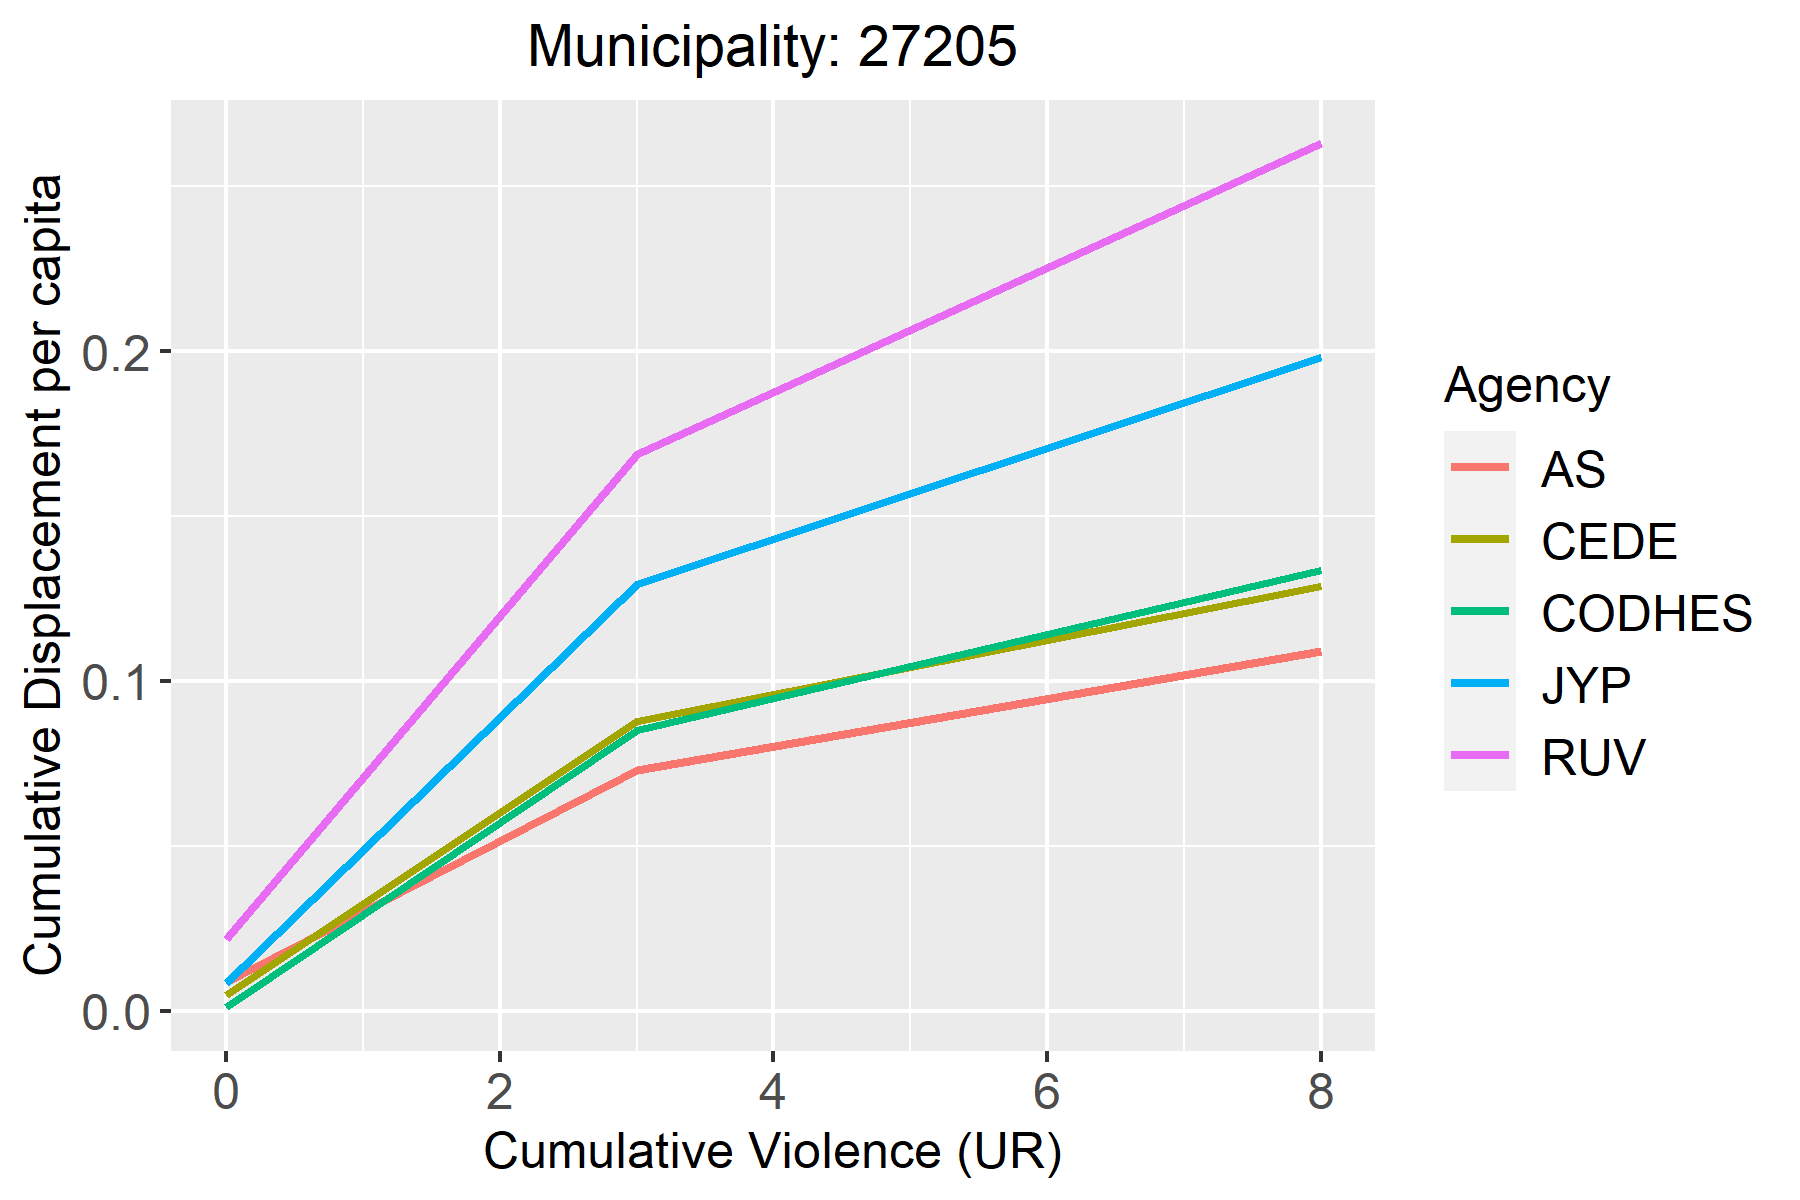 Municipality: 27205
Cumulative Displacement per capita
0.2
0.1
0.0
0 2 4 6 8
Cumulative Violence (UR)
Agency
AS
CEDE
CODHES
JYP
RUV